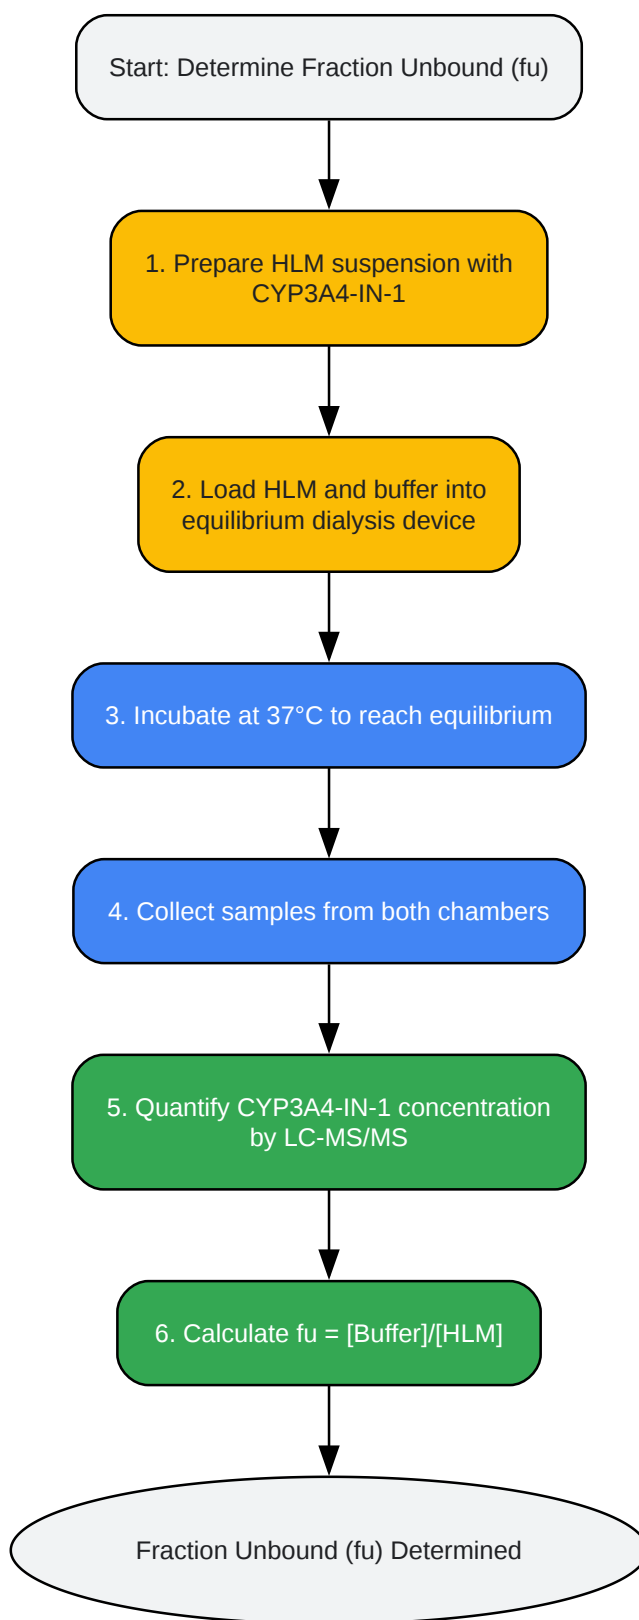 Start: Determine Fraction Unbound (fu)
1. Prepare HLM suspension with
CYP3A4-IN-1
2. Load HLM and buffer into
equilibrium dialysis device
3. Incubate at 37°C to reach equilibrium
4. Collect samples from both chambers
5. Quantify CYP3A4-IN-1 concentration
by LC-MS/MS
6. Calculate fu = [Buffer]/[HLM]
Fraction Unbound (fu) Determined